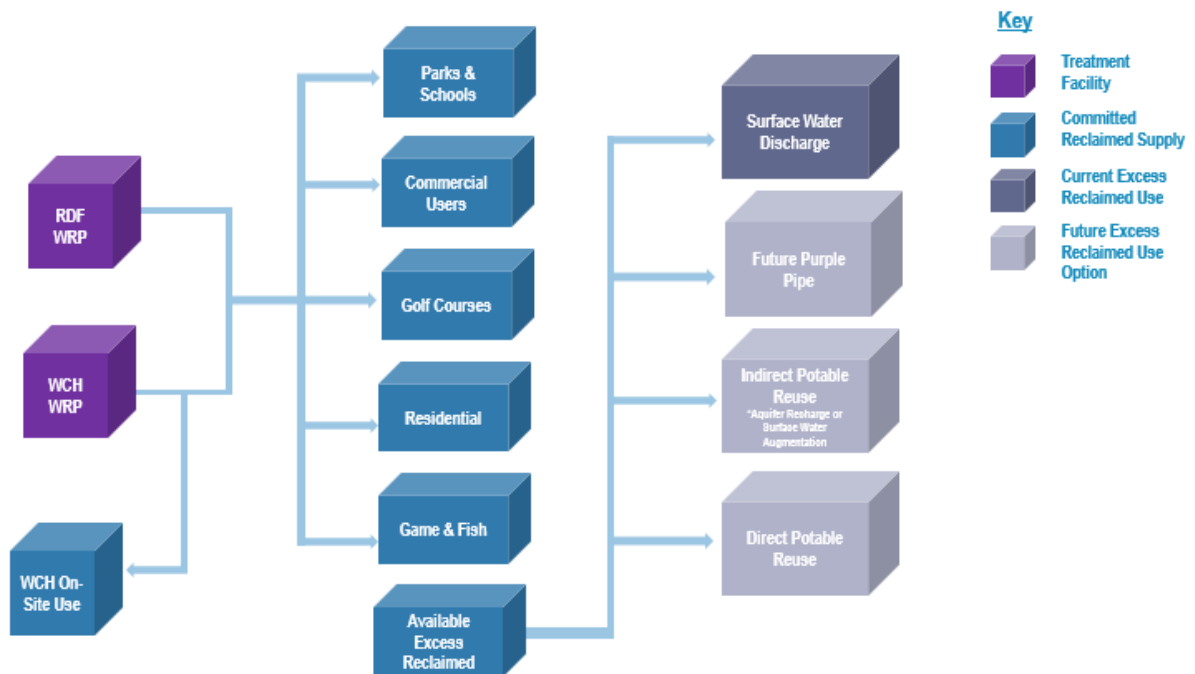 Key
Treatment
Facility
Committed
Reclaimed Supply
Current Excess
Reclaimed Use
Future Excess
Reclaimed Use
Option
RDF
WRP
WCH
WRP
WCH On-
Site Use
Parks &
Schools
Commercial
Users
Golf Courses
Residential
Game & Fish
Available
Excess
Reclaimed
Surface Water
Discharge
Future Purple
Pipe
Indirect Potable
Reuse
*Aquifer Recharge or
Surface Water
Augmentation
Direct Potable
Reuse